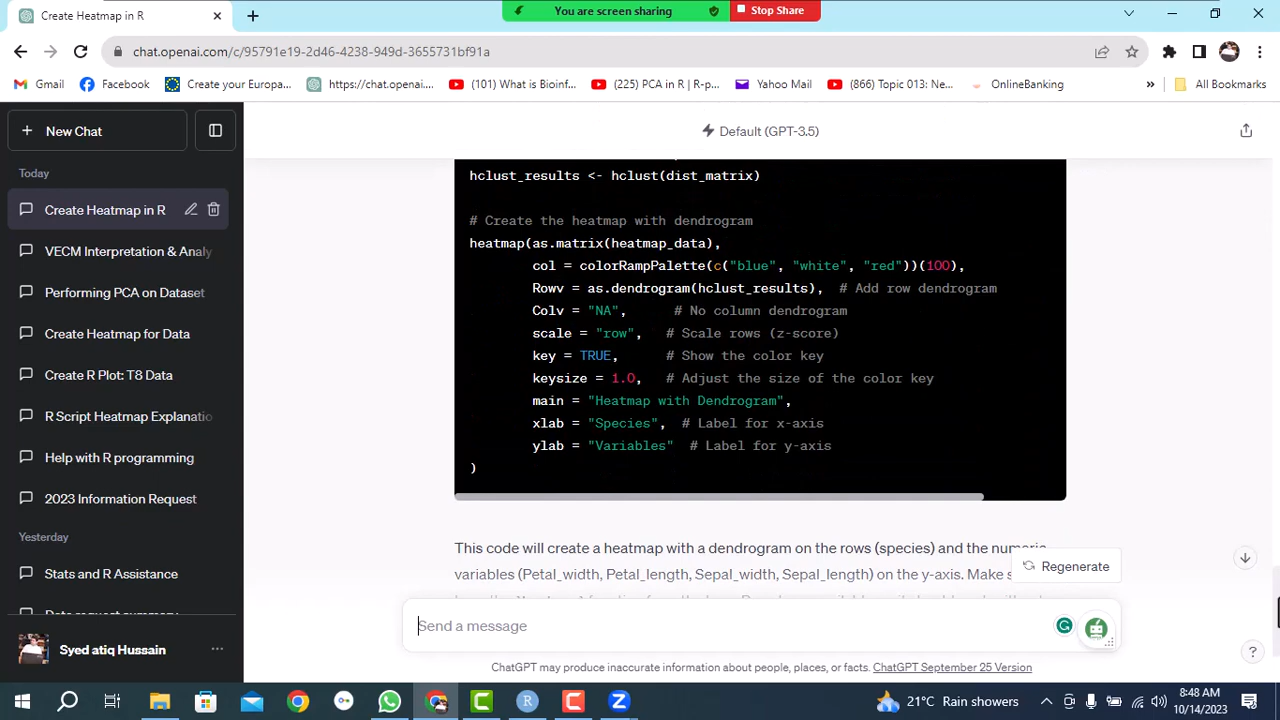 Create Heatmap in R
You are screen sharing
Stop Share
chat.openai.com/c/95791e19-2d46-4238-949d-3655731bf91a
Gmail
Facebook
Create your Europa...
https://chat.openai....
(101) What is Bioinf...
(225) PCA in R | R-p...
Yahoo Mail
(866) Topic 013: Ne...
OnlineBanking
All Bookmarks
New Chat
Default (GPT-3.5)
Today
Create Heatmap in R
VECM Interpretation & Analy
Performing PCA on Dataset
Create Heatmap for Data
Create R Plot: T8 Data
R Script Heatmap Explanatio
Help with R programming
2023 Information Request
Yesterday
Stats and R Assistance
Data request summary
Syed atiq Hussain
hclust_results <- hclust(dist_matrix)
# Create the heatmap with dendrogram
heatmap(as.matrix(heatmap_data),
col = colorRampPalette(c("blue", "white", "red"))(100),
Rowv = as.dendrogram(hclust_results), # Add row dendrogram
Colv = "NA", # No column dendrogram
scale = "row", # Scale rows (z-score)
key = TRUE, # Show the color key
keysize = 1.0, # Adjust the size of the color key
main = "Heatmap with Dendrogram",
xlab = "Species", # Label for x-axis
ylab = "Variables" # Label for y-axis
)
This code will create a heatmap with a dendrogram on the rows (species) and the numeric
variables (Petal_width, Petal_length, Sepal_width, Sepal_length) on the y-axis. Make s
Regenerate
Send a message
ChatGPT may produce inaccurate information about people, places, or facts. ChatGPT September 25 Version
21°C Rain showers
8:48 AM
10/14/2023